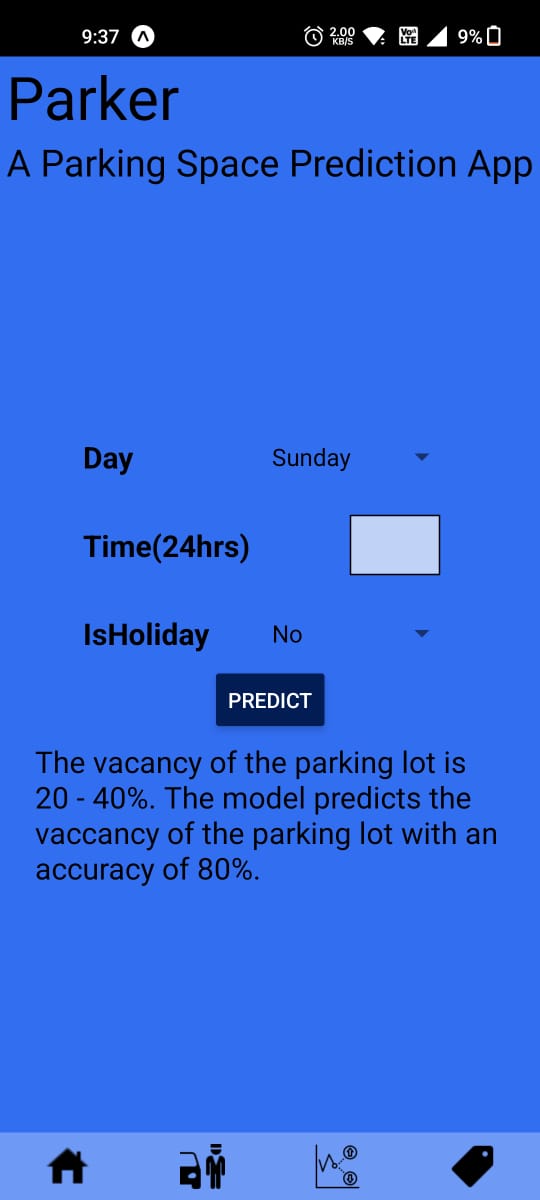 9:37
2.00
KB/S
Vo
LTE
9%
Parker
A Parking Space Prediction App
Day Sunday
Time(24hrs)
IsHoliday No
PREDICT
The vacancy of the parking lot is
20 - 40%. The model predicts the
vaccancy of the parking lot with an
accuracy of 80%.